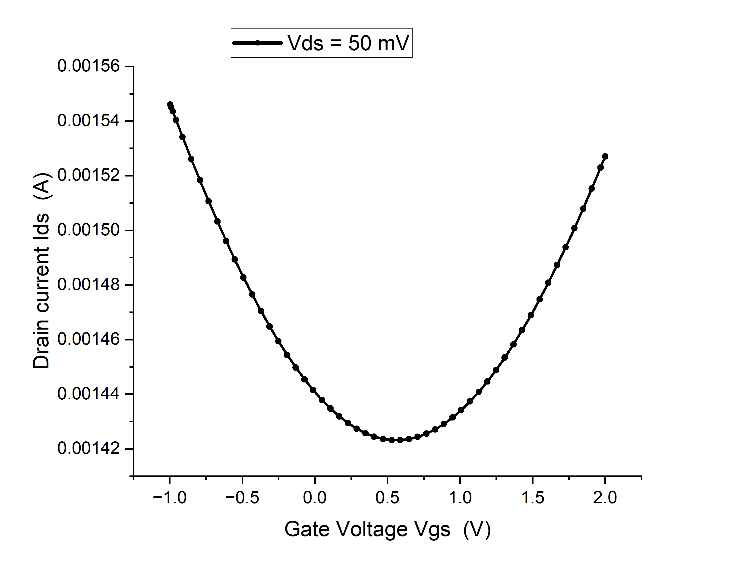 Vds = 50 mV
0.00156
0.00154
0.00152
0.00150
0.00148
0.00146
0.00144
0.00142
Drain current Ids (A)
−1.0 −0.5 0.0 0.5 1.0 1.5 2.0
Gate Voltage Vgs (V)